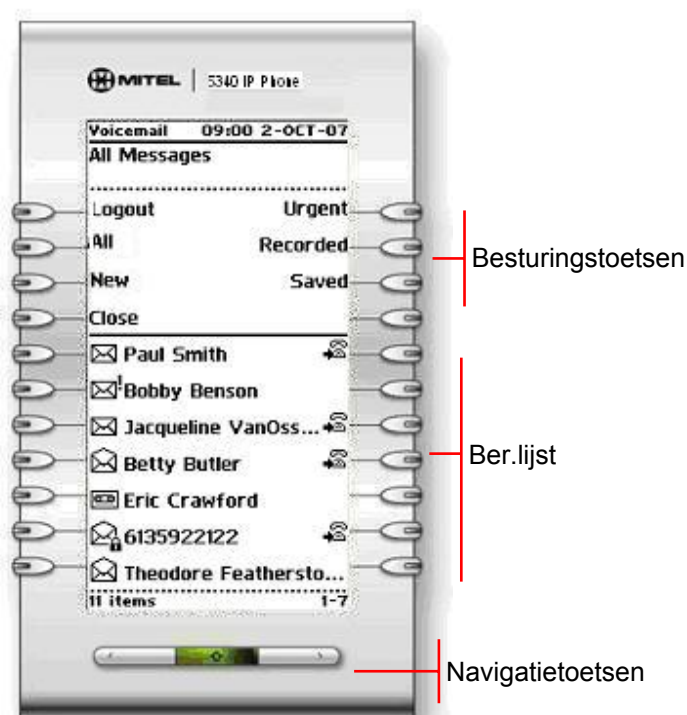 MITEL | 5340 IP Phone
Voicemail 09:00 2-OCT-07
All Messages
Logout Urgent
All Recorded
New Saved
Close
Besturingstoetsen
Paul Smith
Bobby Benson
Jacqueline VanOss...
Betty Butler
Ber.lijst
Eric Crawford
6135922122
Theodore Feathersto...
11 items 1-7
Navigatietoetsen